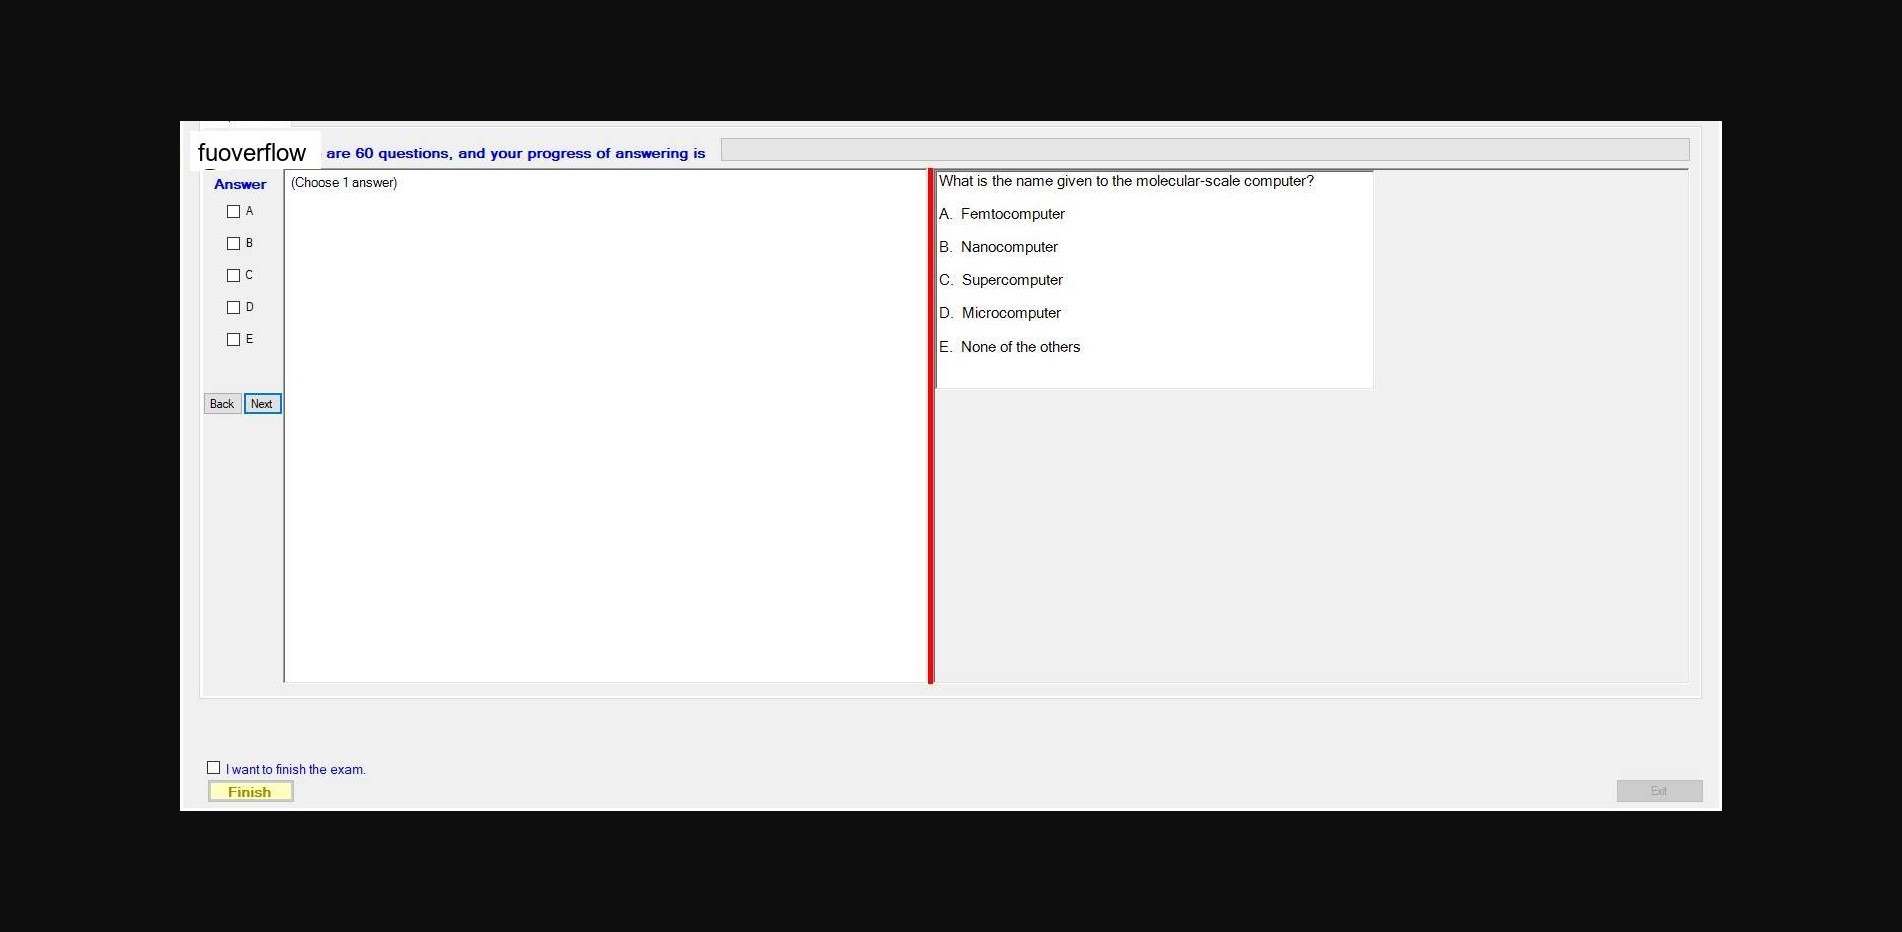 fuoverflow are 60 questions, and your progress of answering is
Answer
(Choose 1 answer)
A
B
C
D
E
Back Next
What is the name given to the molecular-scale computer?
A. Femtocomputer
B. Nanocomputer
C. Supercomputer
D. Microcomputer
E. None of the others
I want to finish the exam.
Finish
Exit